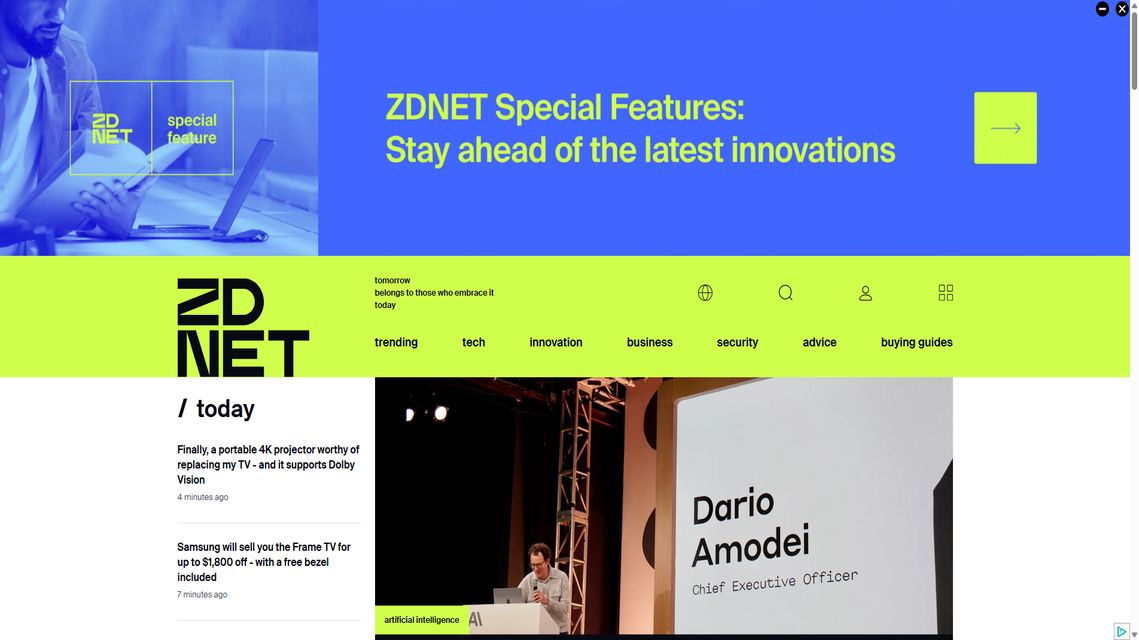 ZD
NET
special
feature
ZDNET Special Features:
Stay ahead of the latest innovations
ZD
NET
tomorrow
belongs to those who embrace it
today
trending
tech
innovation
business
security
advice
buying guides
/ today
Finally, a portable 4K projector worthy of
replacing my TV - and it supports Dolby
Vision
4 minutes ago
Samsung will sell you the Frame TV for
up to $1,800 off - with a free bezel
included
7 minutes ago
Dario
Amodei
Chief Executive Officer
AI
artificial intelligence